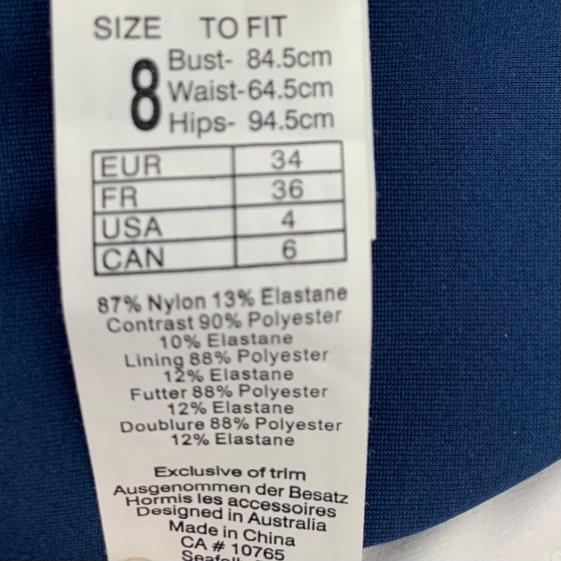 SIZE TO FIT
8 Bust- 84.5cm
Waist-64.5cm
Hips- 94.5cm
EUR 34
FR 36
USA 4
CAN 6
87% Nylon 13% Elastane
Contrast 90% Polyester
10% Elastane
Lining 88% Polyester
12% Elastane
Futter 88% Polyester
12% Elastane
Doublure 88% Polyester
12% Elastane
Exclusive of trim
Ausgenommen der Besatz
Hormis les accessoires
Designed in Australia
Made in China
CA # 10765